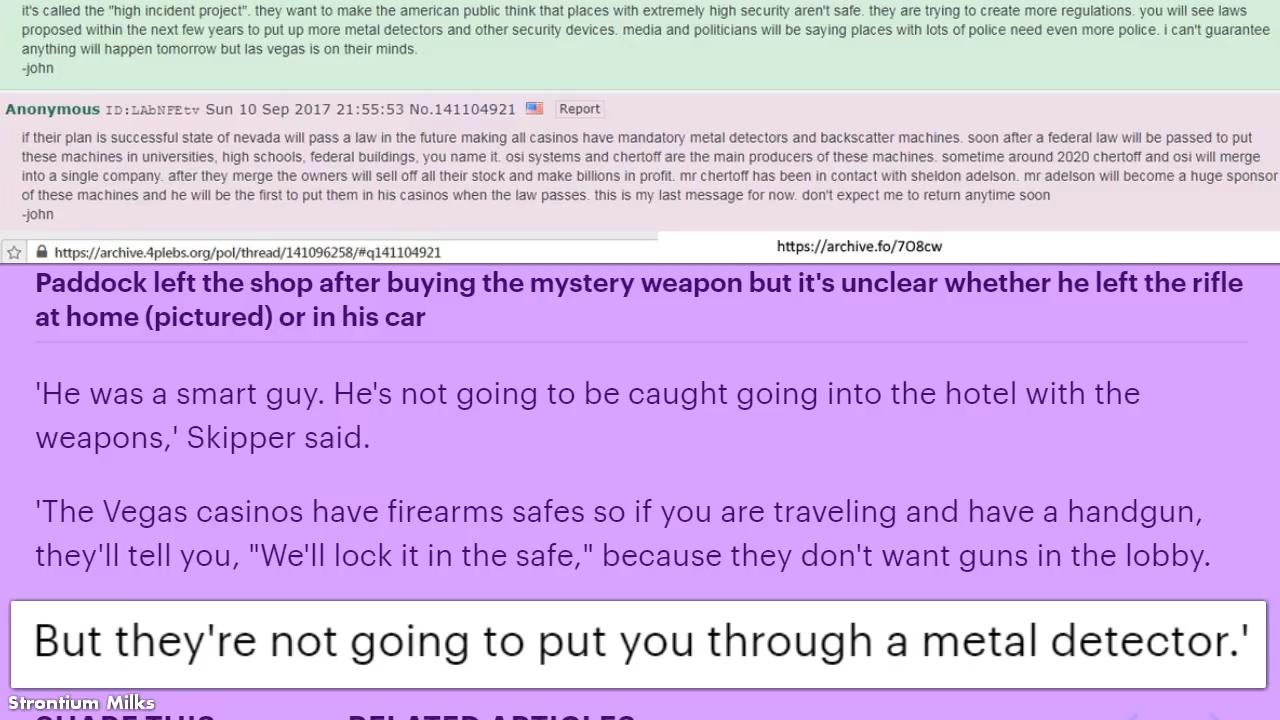 it's called the "high incident project". they want to make the american public think that places with extremely high security aren't safe. they are trying to create more regulations. you will see laws
proposed within the next few years to put up more metal detectors and other security devices. media and politicians will be saying places with lots of police need even more police. i can't guarantee
anything will happen tomorrow but las vegas is on their minds.
-john
Anonymous ID:LAbNFEtv Sun 10 Sep 2017 21:55:53 No.141104921 Report
if their plan is successful state of nevada will pass a law in the future making all casinos have mandatory metal detectors and backscatter machines. soon after a federal law will be passed to put
these machines in universities, high schools, federal buildings, you name it. osi systems and chertoff are the main producers of these machines. sometime around 2020 chertoff and osi will merge
into a single company. after they merge the owners will sell off all their stock and make billions in profit. mr chertoff has been in contact with sheldon adelson. mr adelson will become a huge sponsor
of these machines and he will be the first to put them in his casinos when the law passes. this is my last message for now. don't expect me to return anytime soon
-john
https://archive.4plebs.org/pol/thread/141096258/#q141104921 https://archive.fo/7O8cw
Paddock left the shop after buying the mystery weapon but it's unclear whether he left the rifle
at home (pictured) or in his car
'He was a smart guy. He's not going to be caught going into the hotel with the
weapons,' Skipper said.
'The Vegas casinos have firearms safes so if you are traveling and have a handgun,
they'll tell you, "We'll lock it in the safe," because they don't want guns in the lobby.
But they're not going to put you through a metal detector.'
Strontium Milks
SHARE THIS RELATED ARTICLES